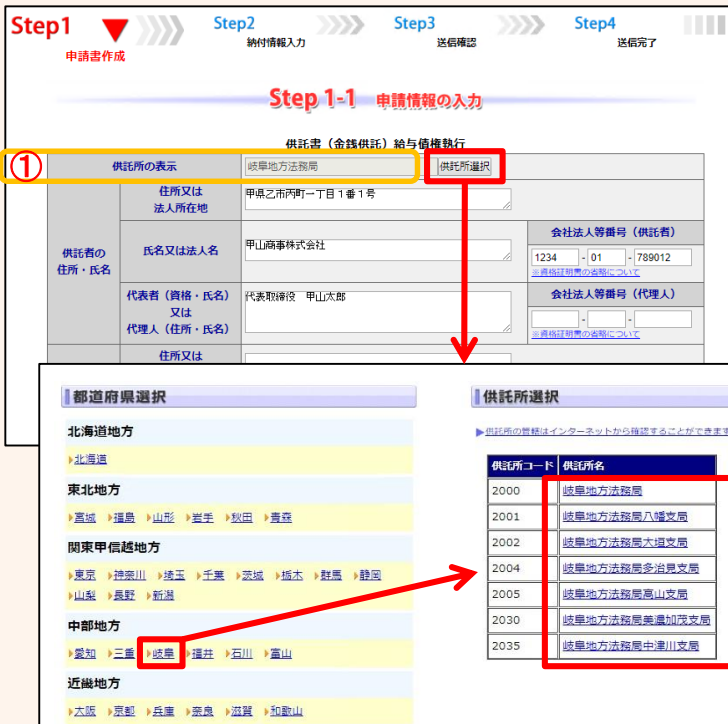 Step1 Step2 Step3 Step4
申請書作成 納付情報入力 送信確認 送信完了
Step 1-1 申請情報の入力
供託書（金銭供託）給与債権執行
①
供託所の表示 岐阜地方法務局 供託所選択
供託者の住所・氏名
住所又は
法人所在地
甲県乙市丙町一丁目１番１号
氏名又は法人名
甲山商事株式会社
会社法人等番号（供託者）
1234 - 01 - 789012
※資格証明書の省略について
代表者（資格・氏名）
又は
代理人（住所・氏名）
代表取締役　甲山太郎
会社法人等番号（代理人）
- -
※資格証明書の省略について
住所又は
都道府県選択
北海道地方
北海道
東北地方
宮城 福島 山形 岩手 秋田 青森
関東甲信越地方
東京 神奈川 埼玉 千葉 茨城 栃木 群馬 静岡
山梨 長野 新潟
中部地方
愛知 三重 岐阜 福井 石川 富山
近畿地方
大阪 京都 兵庫 奈良 滋賀 和歌山
供託所選択
供託所の管轄はインターネットから確認することができます
供託所コード 供託所名
2000 岐阜地方法務局
2001 岐阜地方法務局八幡支局
2002 岐阜地方法務局大垣支局
2004 岐阜地方法務局多治見支局
2005 岐阜地方法務局高山支局
2030 岐阜地方法務局美濃加茂支局
2035 岐阜地方法務局中津川支局